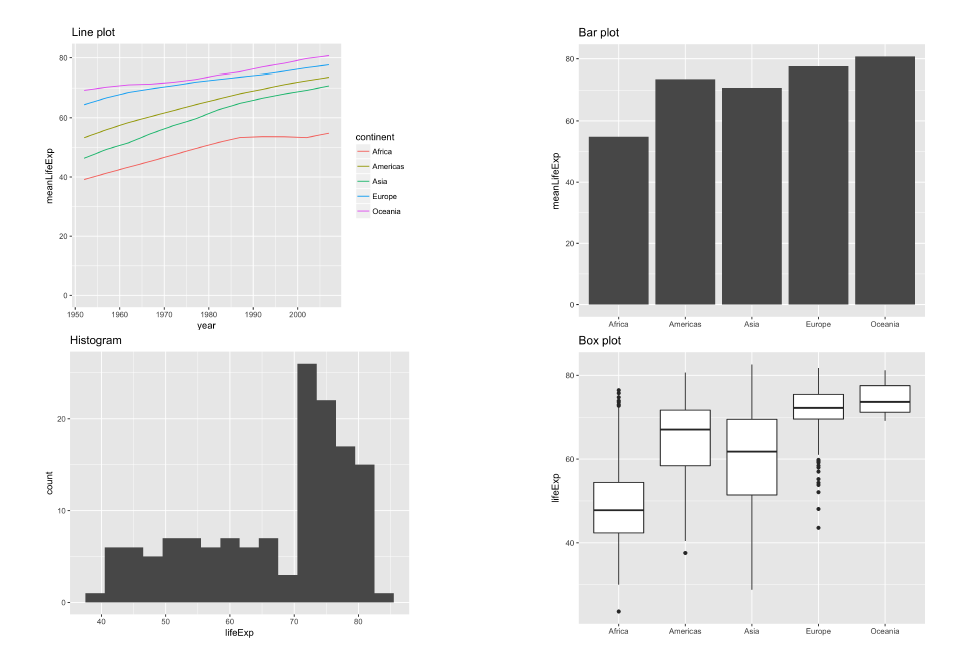 Line plot
meanLifeExp
80
60
40
20
0
1950 1960 1970 1980 1990 2000
year
continent
Africa
Americas
Asia
Europe
Oceania
Bar plot
meanLifeExp
80
60
40
20
0
Africa Americas Asia Europe Oceania
Histogram
count
20
10
0
40 50 60 70 80
lifeExp
Box plot
lifeExp
80
60
40
Africa Americas Asia Europe Oceania